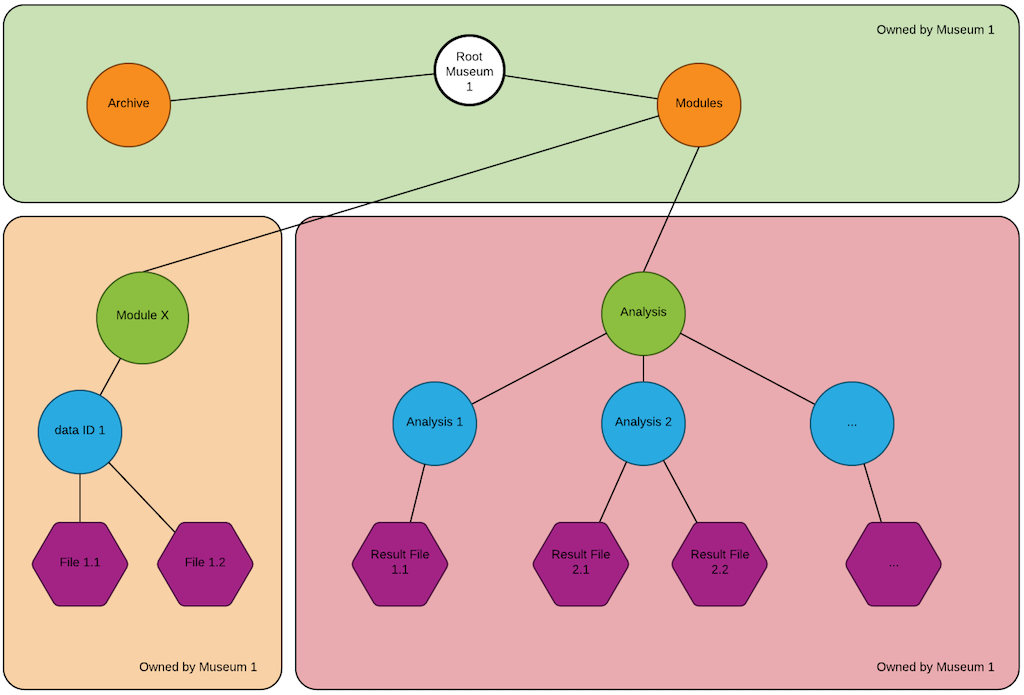 Owned by Museum 1
Root
Museum
1
Archive
Modules
Module X
data ID 1
File 1.1
File 1.2
Owned by Museum 1
Analysis
Analysis 1
Analysis 2
...
Result File
1.1
Result File
2.1
Result File
2.2
...
Owned by Museum 1